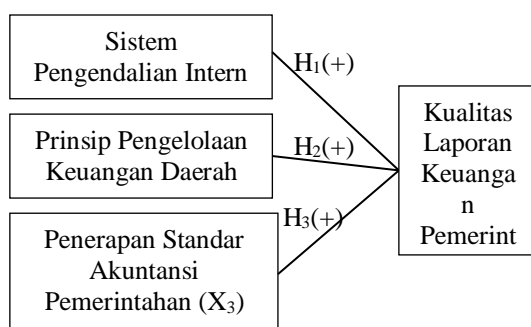 Sistem
Pengendalian Intern
H₁(+)
Prinsip Pengelolaan
Keuangan Daerah
H₂(+)
Penerapan Standar
Akuntansi
Pemerintahan (X₃)
H₃(+)
Kualitas
Laporan
Keuanga
n
Pemerint